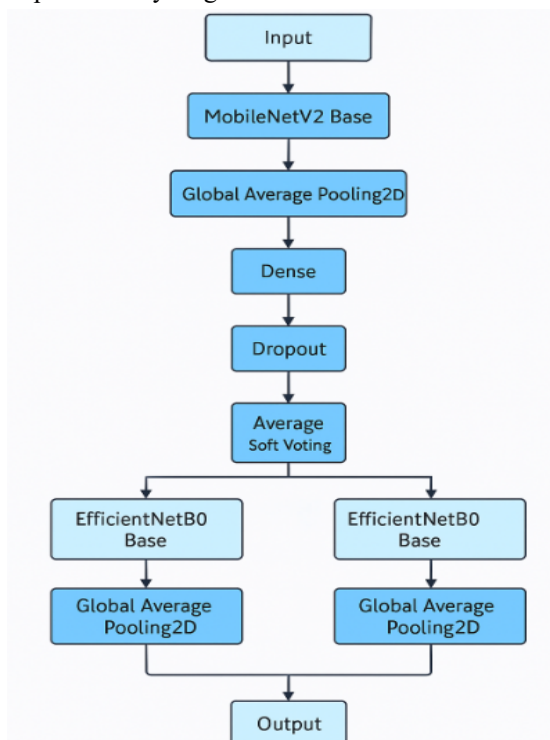 Input
MobileNetV2 Base
Global Average Pooling2D
Dense
Dropout
Average
Soft Voting
EfficientNetB0
Base
EfficientNetB0
Base
Global Average
Pooling2D
Global Average
Pooling2D
Output